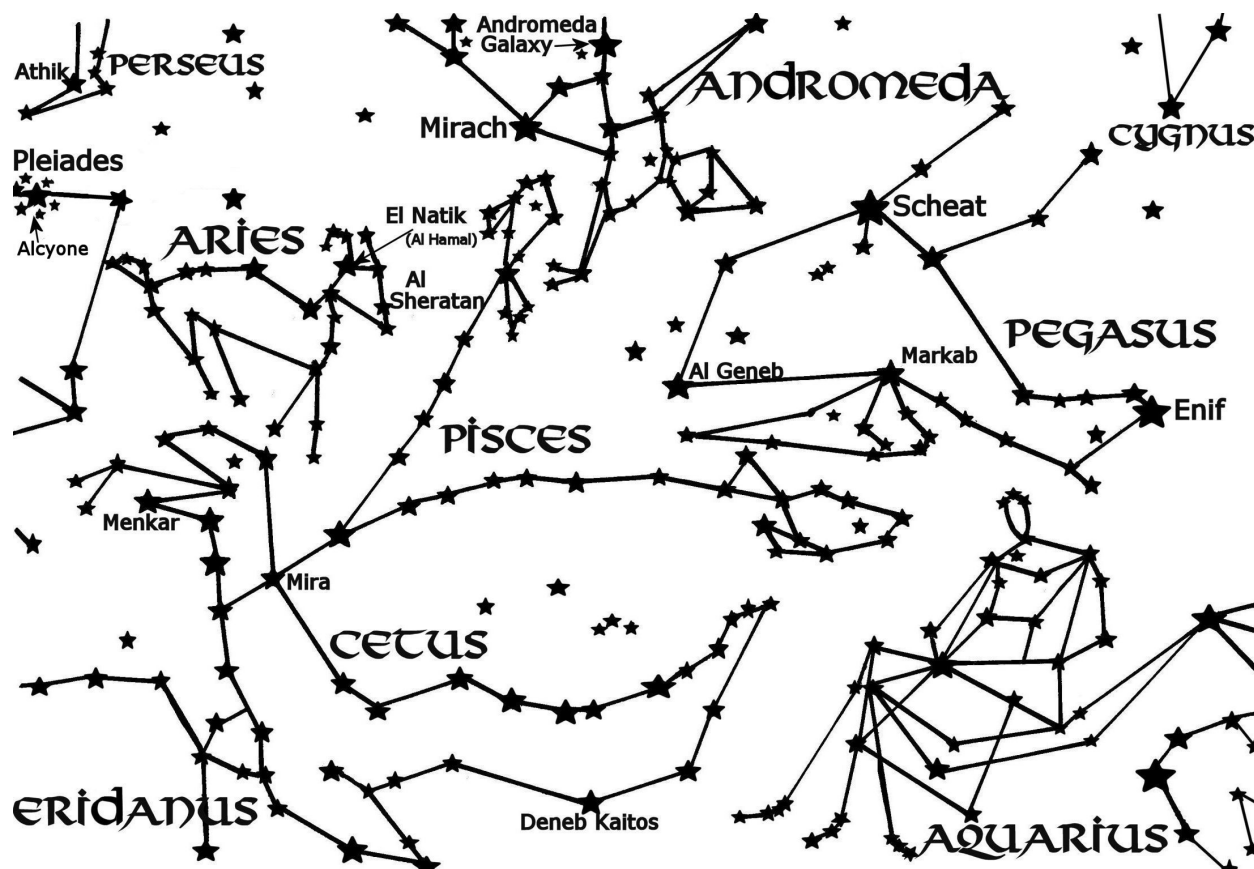 Andromeda
Galaxy
PERSEUS
Athik
ANDROMEDA
Mirach
CYGNUS
Pleiades
Alcyone
ARIES
El Natik
(Al Hamal)
Al
Sheratan
Scheat
PEGASUS
Al Geneb
Markab
Enif
PISCES
Menkar
Mira
CETUS
ERIDANUS
Deneb Kaitos
AQUARIUS